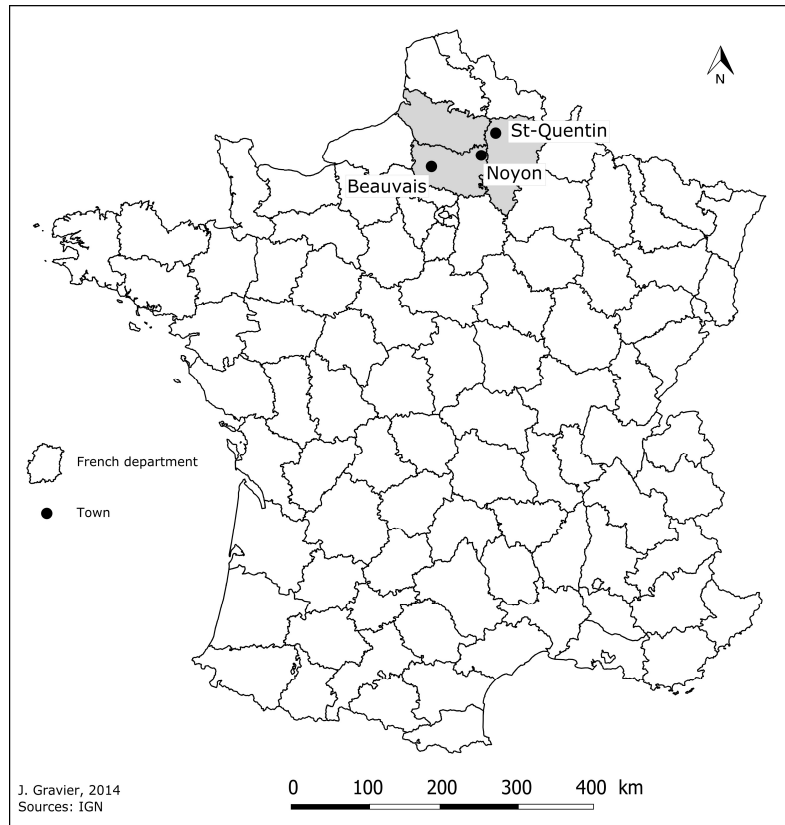 N
St-Quentin
Noyon
Beauvais
French department
Town
J. Gravier, 2014
Sources: IGN
0 100 200 300 400 km